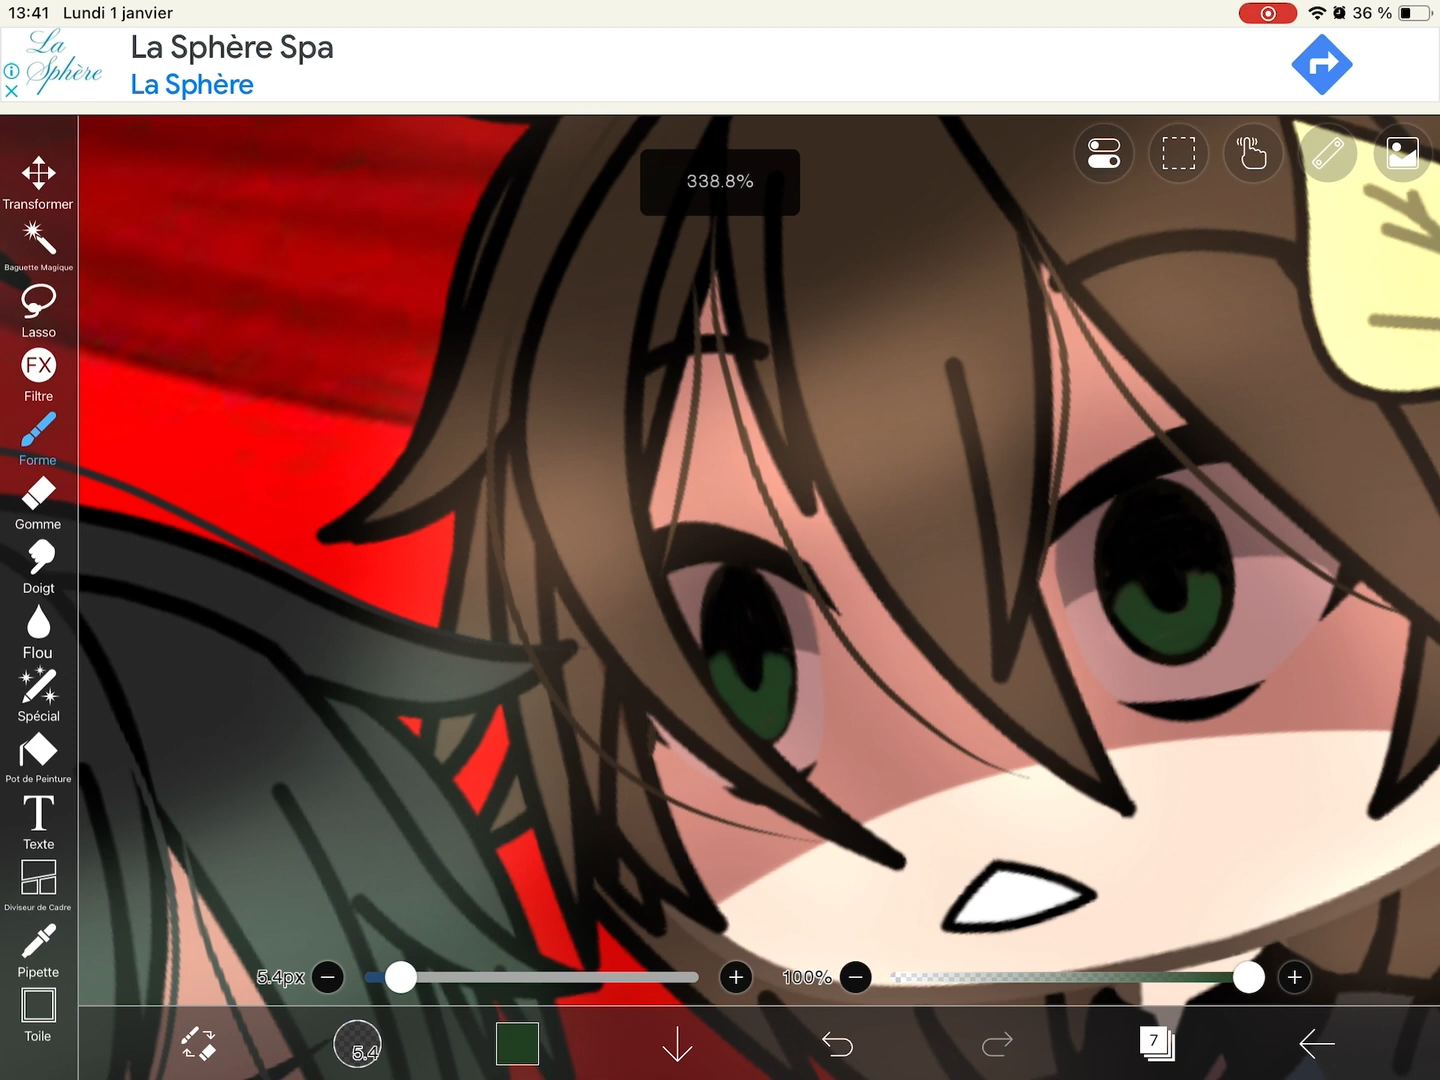 13:41 Lundi 1 janvier
36 %
La Sphère
La Sphère Spa
La Sphère
338.8%
Transformer
Baguette Magique
Lasso
FX
Filtre
Forme
Gomme
Doigt
Flou
Spécial
Pot de Peinture
T
Texte
Diviseur de Cadre
Pipette
Toile
5.4px
100%
5.4
7